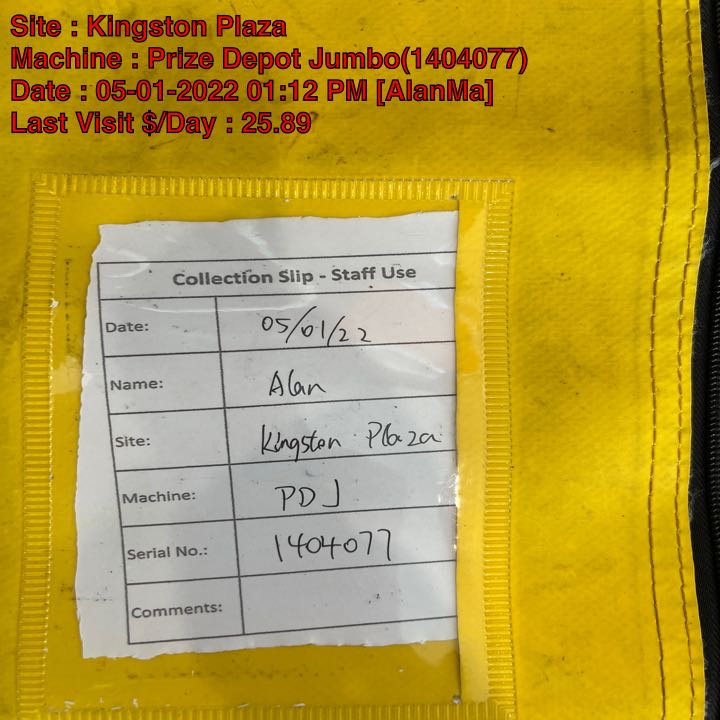 Site : Kingston Plaza
Machine : Prize Depot Jumbo(1404077)
Date : 05-01-2022 01:12 PM [AlanMa]
Last Visit $/Day : 25.89
Collection Slip - Staff Use
Date: 05/01/22
Name: Alan
Site: Kingston Plaza
Machine: PDJ
Serial No.: 1404077
Comments: